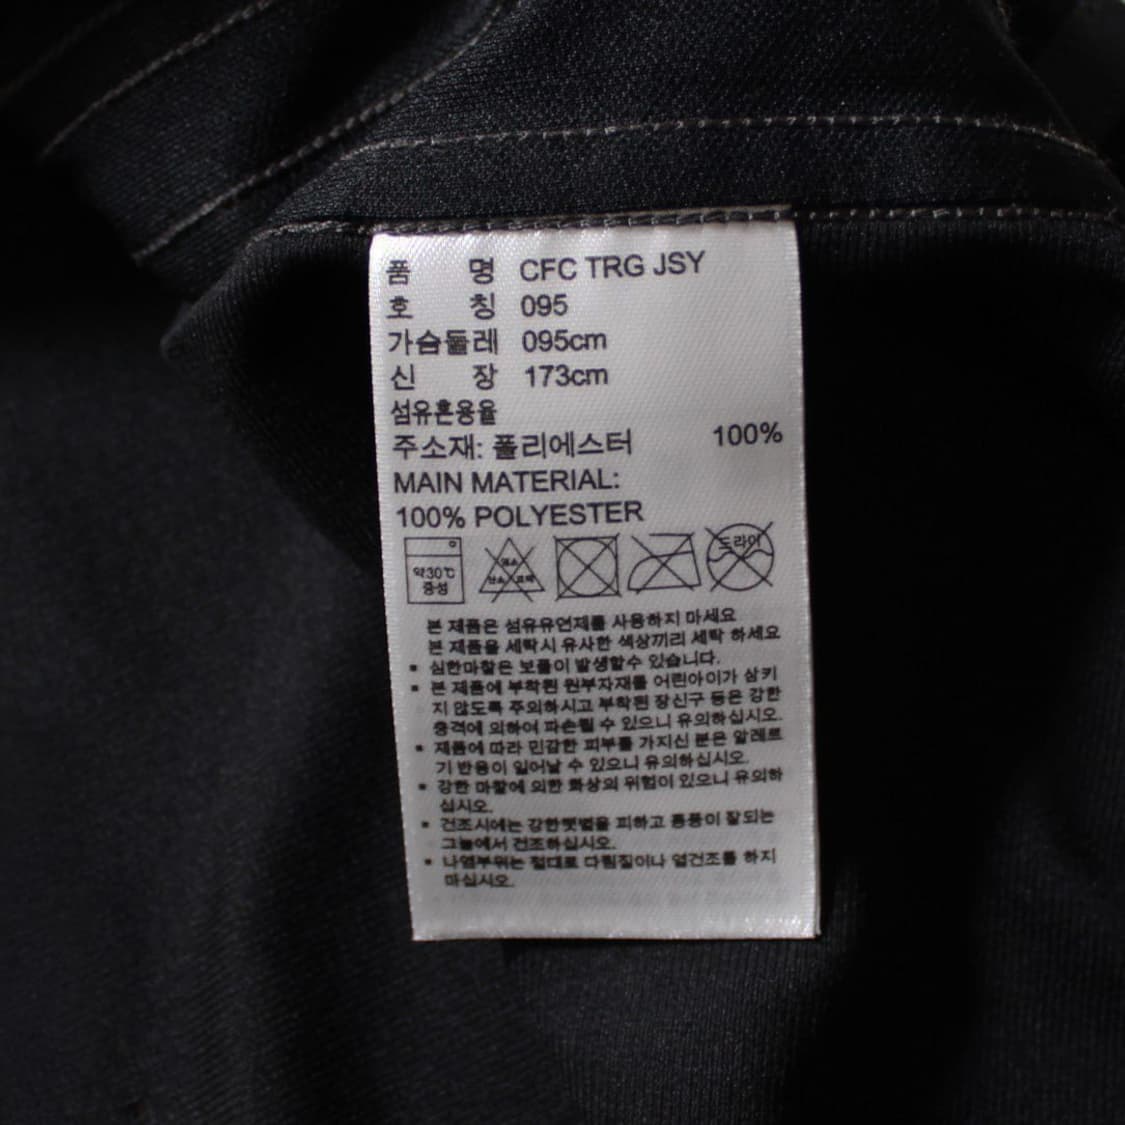 품 명 CFC TRG JSY
호 칭 095
가슴둘레 095cm
신 장 173cm
섬유혼용율
주소재: 폴리에스터 100%
MAIN MATERIAL:
100% POLYESTER
약30℃ 중성
염소 산소 표백
드라이
본 제품은 섬유유연제를 사용하지 마세요
본 제품을 세탁시 유사한 색상끼리 세탁 하세요
▪ 심한마찰은 보풀이 발생할수 있습니다.
▪ 본 제품에 부착된 원부자재를 어린아이가 삼키
지 않도록 주의하시고 부착된 장신구 등은 강한
충격에 의하여 파손될 수 있으니 유의하십시오.
▪ 제품에 따라 민감한 피부를 가지신 분은 알레르
기 반응이 일어날 수 있으니 유의하십시오.
▪ 강한 마찰에 의한 화상의 위험이 있으니 유의하
십시오.
▪ 건조시에는 강한햇볕을 피하고 통풍이 잘되는
그늘에서 건조하십시오.
▪ 나염부위는 절대로 다림질이나 열건조를 하지
마십시오.